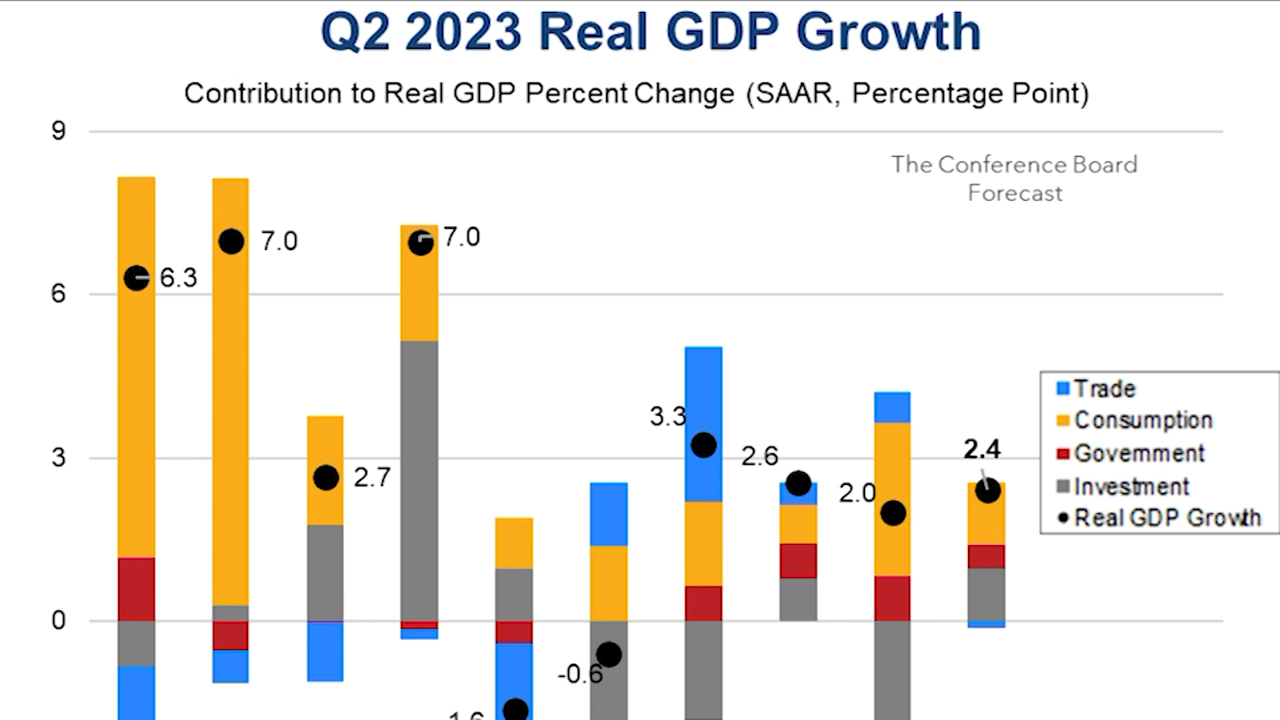 Q2 2023 Real GDP Growth
Contribution to Real GDP Percent Change (SAAR, Percentage Point)
9
The Conference Board
Forecast
7.0
7.0
6.3
6
Trade
Consumption
Government
Investment
Real GDP Growth
3.3
2.4
3
2.6
2.7
2.0
0
-0.6